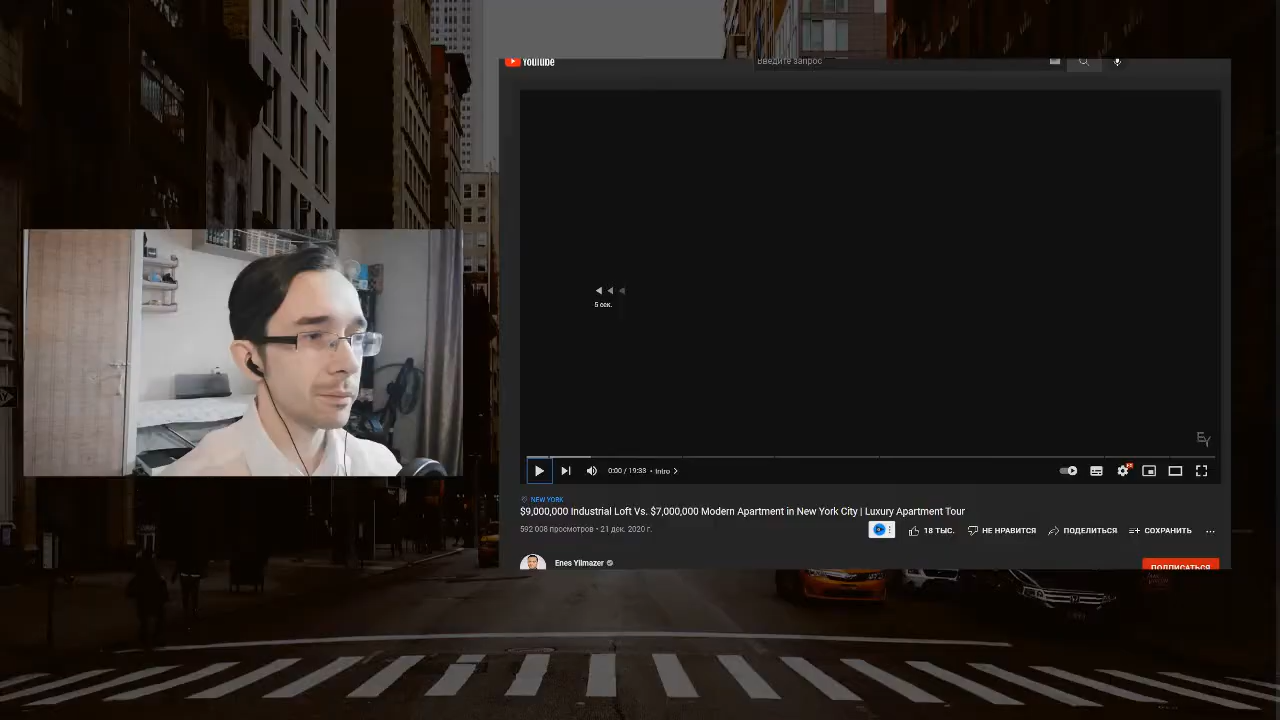 YouTube
Введите запрос
5 сек.
EY
0:00 / 19:33 • Intro
NEW YORK
$9,000,000 Industrial Loft Vs. $7,000,000 Modern Apartment in New York City | Luxury Apartment Tour
592 008 просмотров • 21 дек. 2020 г.
18 ТЫС.
НЕ НРАВИТСЯ
ПОДЕЛИТЬСЯ
СОХРАНИТЬ
Enes Yilmazer
ПОДПИСАТЬСЯ